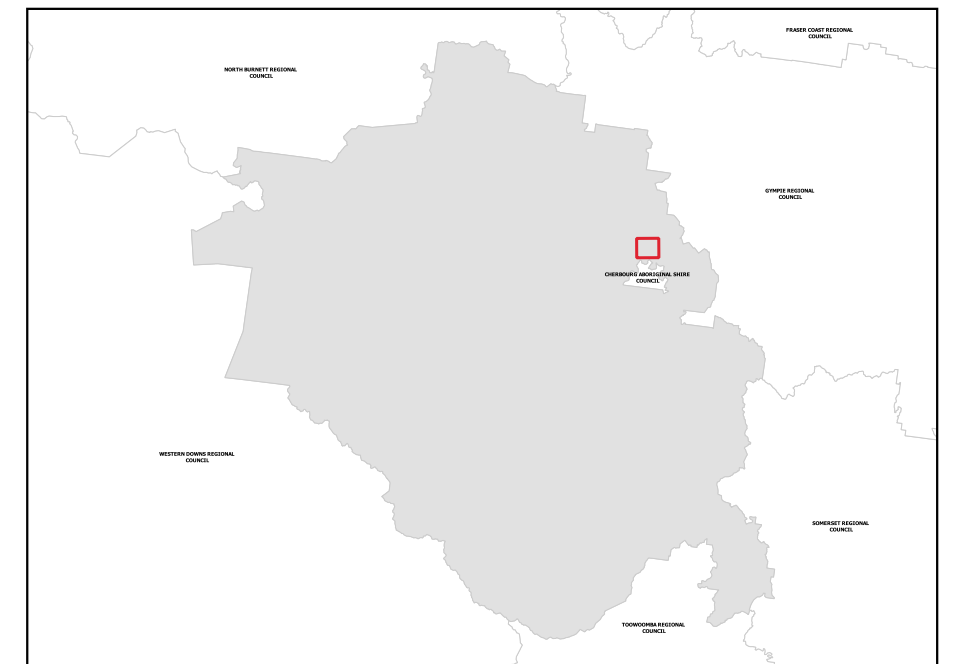 FRASER COAST REGIONAL
COUNCIL
NORTH BURNETT REGIONAL
COUNCIL
GYMPIE REGIONAL
COUNCIL
CHERBOURG ABORIGINAL SHIRE
COUNCIL
WESTERN DOWNS REGIONAL
COUNCIL
SOMERSET REGIONAL
COUNCIL
TOOWOOMBA REGIONAL
COUNCIL